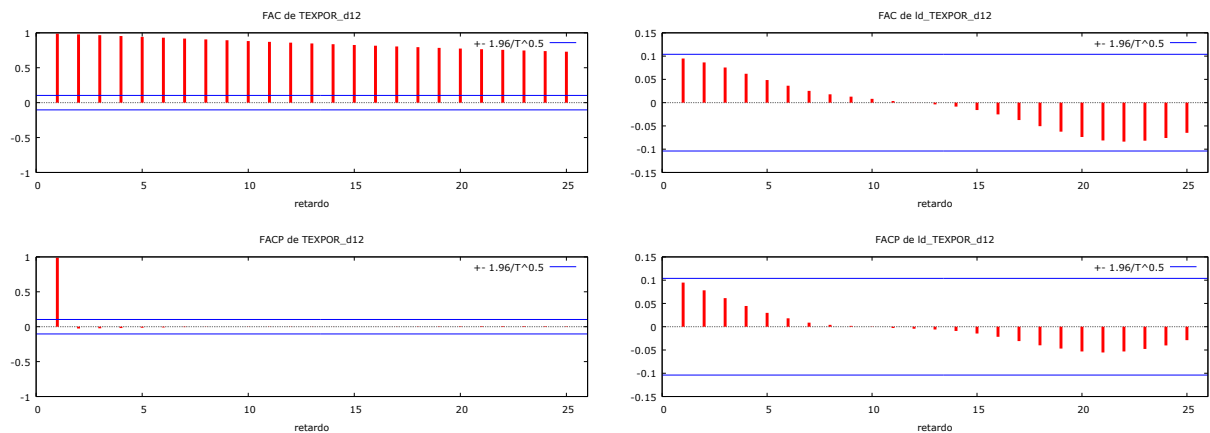 FAC de TEXPOR_d12
+- 1.96/T^0.5
1
0.5
0
-0.5
-1
0 5 10 15 20 25
retardo
FACP de TEXPOR_d12
+- 1.96/T^0.5
1
0.5
0
-0.5
-1
0 5 10 15 20 25
retardo
FAC de ld_TEXPOR_d12
+- 1.96/T^0.5
0.15
0.1
0.05
0
-0.05
-0.1
-0.15
0 5 10 15 20 25
retardo
FACP de ld_TEXPOR_d12
+- 1.96/T^0.5
0.15
0.1
0.05
0
-0.05
-0.1
-0.15
0 5 10 15 20 25
retardo